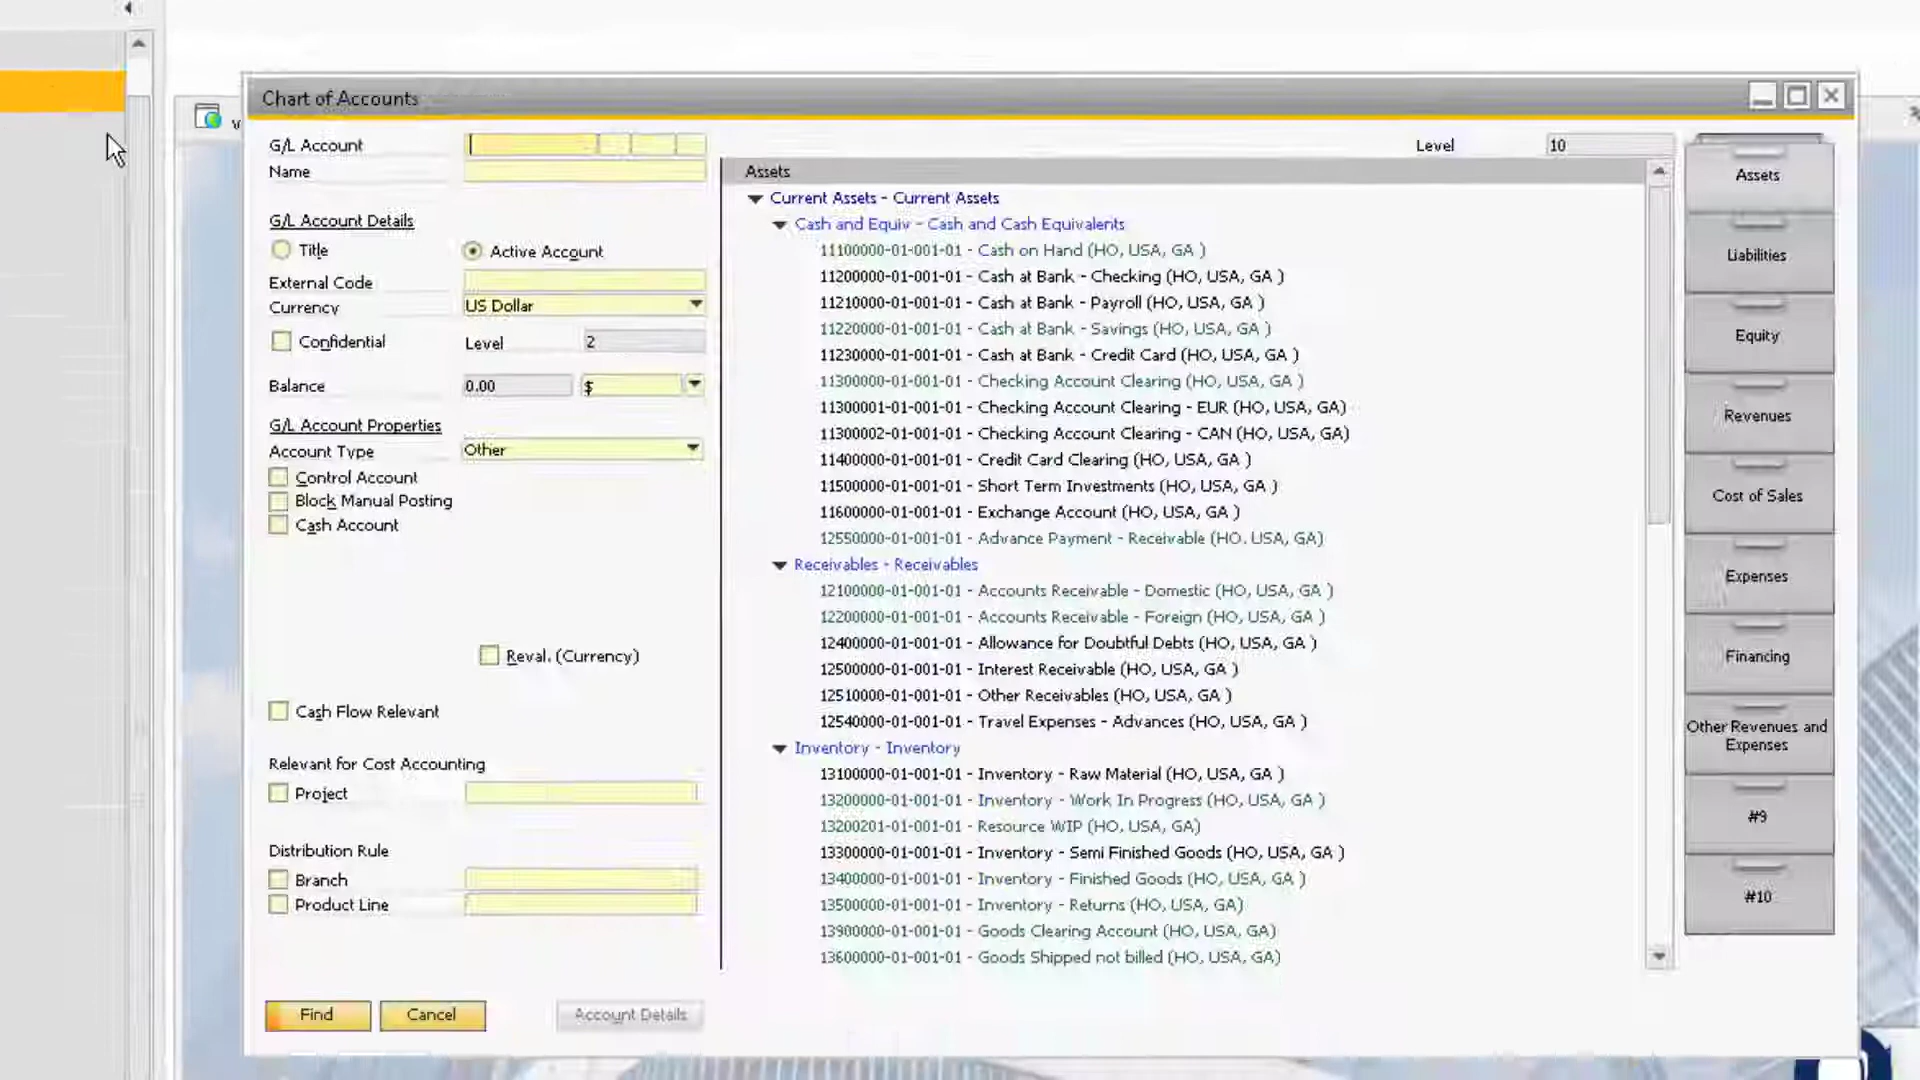 Chart of Accounts
G/L Account
Name
G/L Account Details
Title
Active Account
External Code
Currency
US Dollar
Confidential
Level
2
Balance
0.00
$
G/L Account Properties
Account Type
Other
Control Account
Block Manual Posting
Cash Account
Reval. (Currency)
Cash Flow Relevant
Relevant for Cost Accounting
Project
Distribution Rule
Branch
Product Line
Find
Cancel
Account Details
Level
10
Assets
Current Assets - Current Assets
Cash and Equiv - Cash and Cash Equivalents
11100000-01-001-01 - Cash on Hand (HO, USA, GA )
11200000-01-001-01 - Cash at Bank - Checking (HO, USA, GA )
11210000-01-001-01 - Cash at Bank - Payroll (HO, USA, GA )
11220000-01-001-01 - Cash at Bank - Savings (HO, USA, GA )
11230000-01-001-01 - Cash at Bank - Credit Card (HO, USA, GA )
11300000-01-001-01 - Checking Account Clearing (HO, USA, GA )
11300001-01-001-01 - Checking Account Clearing - EUR (HO, USA, GA)
11300002-01-001-01 - Checking Account Clearing - CAN (HO, USA, GA)
11400000-01-001-01 - Credit Card Clearing (HO, USA, GA )
11500000-01-001-01 - Short Term Investments (HO, USA, GA )
11600000-01-001-01 - Exchange Account (HO, USA, GA )
12550000-01-001-01 - Advance Payment - Receivable (HO. USA, GA)
Receivables - Receivables
12100000-01-001-01 - Accounts Receivable - Domestic (HO, USA, GA )
12200000-01-001-01 - Accounts Receivable - Foreign (HO, USA, GA )
12400000-01-001-01 - Allowance for Doubtful Debts (HO, USA, GA )
12500000-01-001-01 - Interest Receivable (HO, USA, GA )
12510000-01-001-01 - Other Receivables (HO, USA, GA )
12540000-01-001-01 - Travel Expenses - Advances (HO, USA, GA )
Inventory - Inventory
13100000-01-001-01 - Inventory - Raw Material (HO, USA, GA )
13200000-01-001-01 - Inventory - Work In Progress (HO, USA, GA )
13200201-01-001-01 - Resource WIP (HO, USA, GA)
13300000-01-001-01 - Inventory - Semi Finished Goods (HO, USA, GA )
13400000-01-001-01 - Inventory - Finished Goods (HO, USA, GA )
13500000-01-001-01 - Inventory - Returns (HO, USA, GA)
13900000-01-001-01 - Goods Clearing Account (HO, USA, GA)
13600000-01-001-01 - Goods Shipped not billed (HO, USA, GA)
Assets
Liabilities
Equity
Revenues
Cost of Sales
Expenses
Financing
Other Revenues and
Expenses
#9
#10